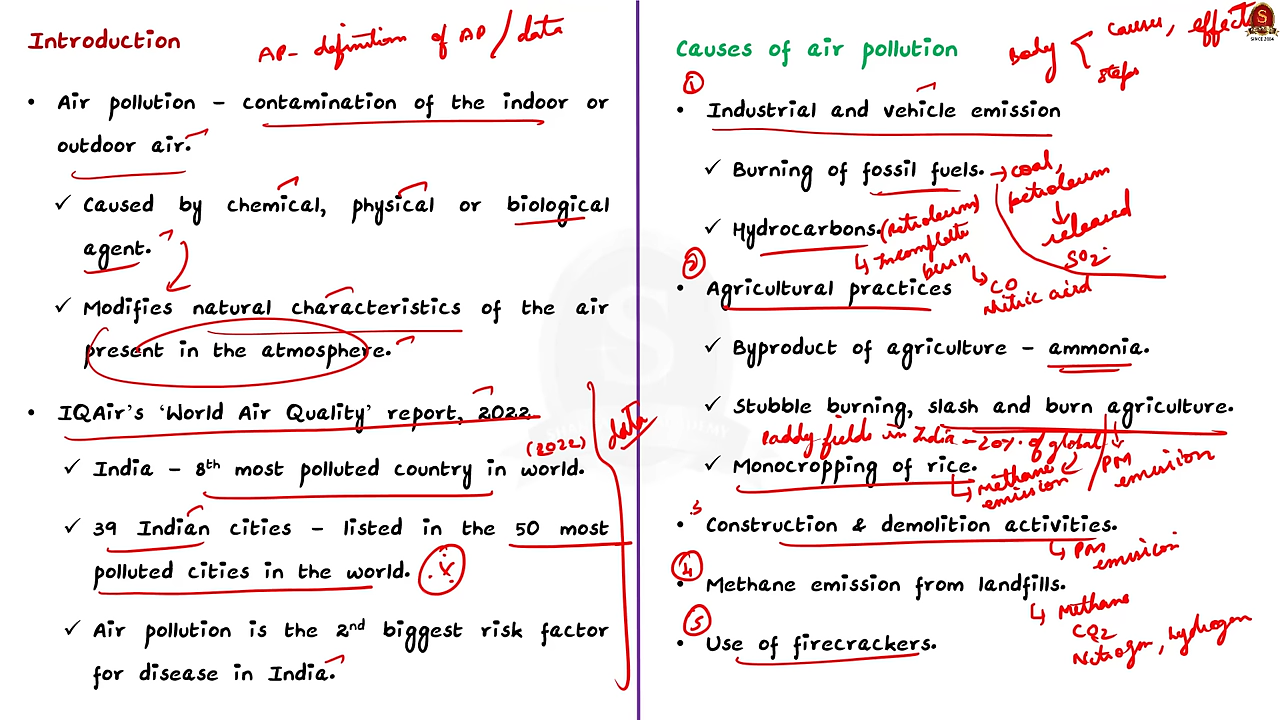 Introduction
AP- definition of AP / data
• Air pollution – contamination of the indoor or
outdoor air.
✓ Caused by chemical, physical or biological
agent.
✓ Modifies natural characteristics of the air
present in the atmosphere.
• IQAir's 'World Air Quality' report, 2022
(2022)
✓ India – 8th most polluted country in world.
✓ 39 Indian cities – listed in the 50 most
polluted cities in the world.
✓ Air pollution is the 2nd biggest risk factor
for disease in India.
data
Causes of air pollution
Body
causes, effects
steps
SINCE 2004
①
• Industrial and vehicle emission
✓ Burning of fossil fuels. → coal,
petroleum
↓
released
SO2
✓ Hydrocarbons. (Petroleum)
↳ Incomplete
burn
↳ CO
Nitric acid
②
• Agricultural practices
✓ Byproduct of agriculture – ammonia.
✓ Stubble burning, slash and burn agriculture.
↓
PM
emission
Paddy fields in India – 20% of global
✓ Monocropping of rice.
↳ methane
emission
3
• Construction & demolition activities.
↳ PM
emission
④
• Methane emission from landfills.
↳ Methane
CO2
Nitrogen, hydrogen
⑤
• Use of firecrackers.